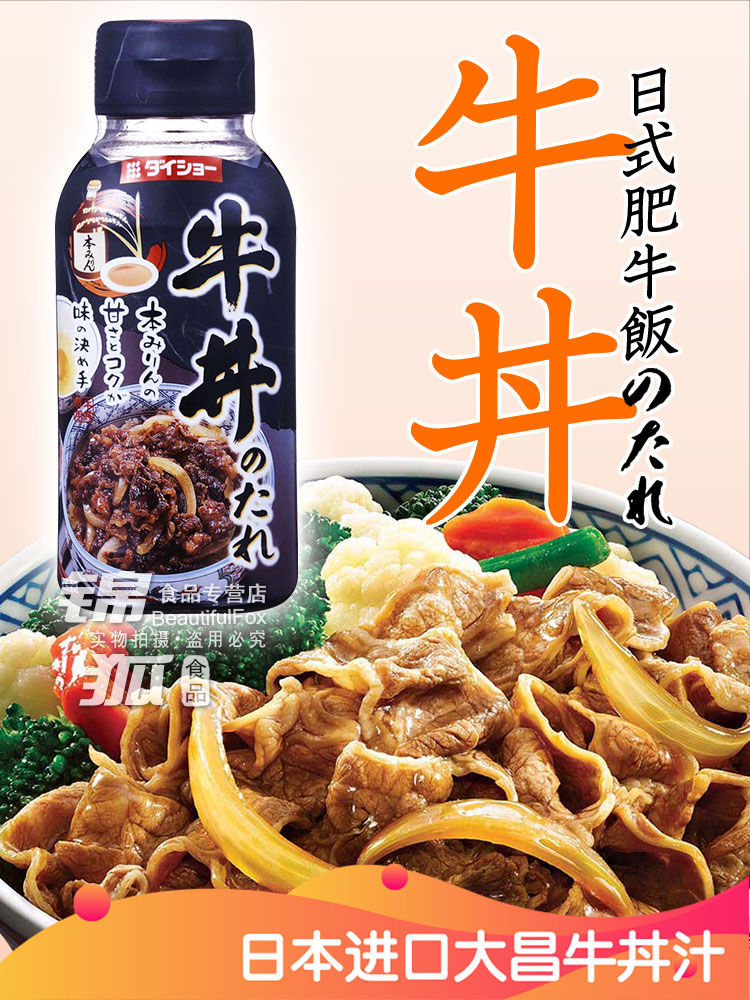 ダイショー
本みりん
牛丼のたれ
本みりんの
甘さとコクが
味の決め手
牛丼
日式肥牛飯のたれ
锦狐
食品专营店
BeautifulFox
实物拍摄·盗用必究
食品
日本进口大昌牛丼汁